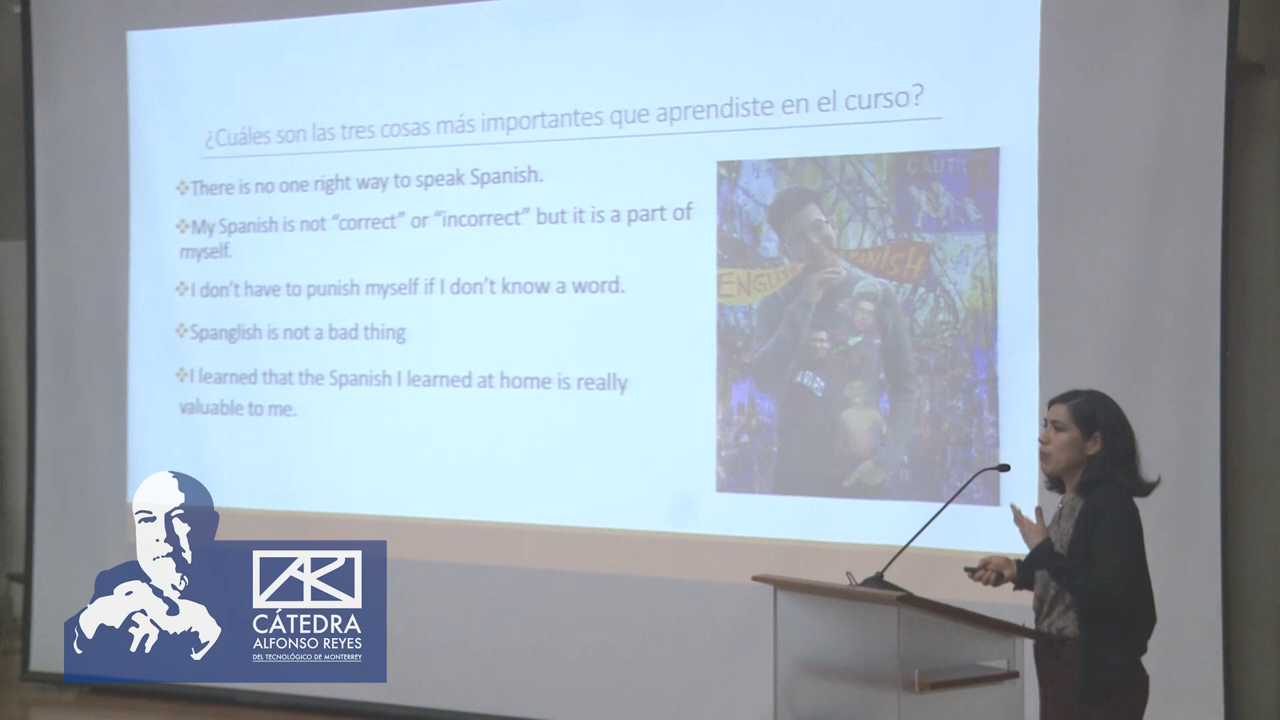 ¿Cuáles son las tres cosas más importantes que aprendiste en el curso?
There is no one right way to speak Spanish.
My Spanish is not “correct” or “incorrect” but it is a part of
myself.
I don’t have to punish myself if I don’t know a word.
Spanglish is not a bad thing
I learned that the Spanish I learned at home is really
valuable to me.
ENGLISH
SPANISH
CÁTEDRA
ALFONSO REYES
DEL TECNOLÓGICO DE MONTERREY